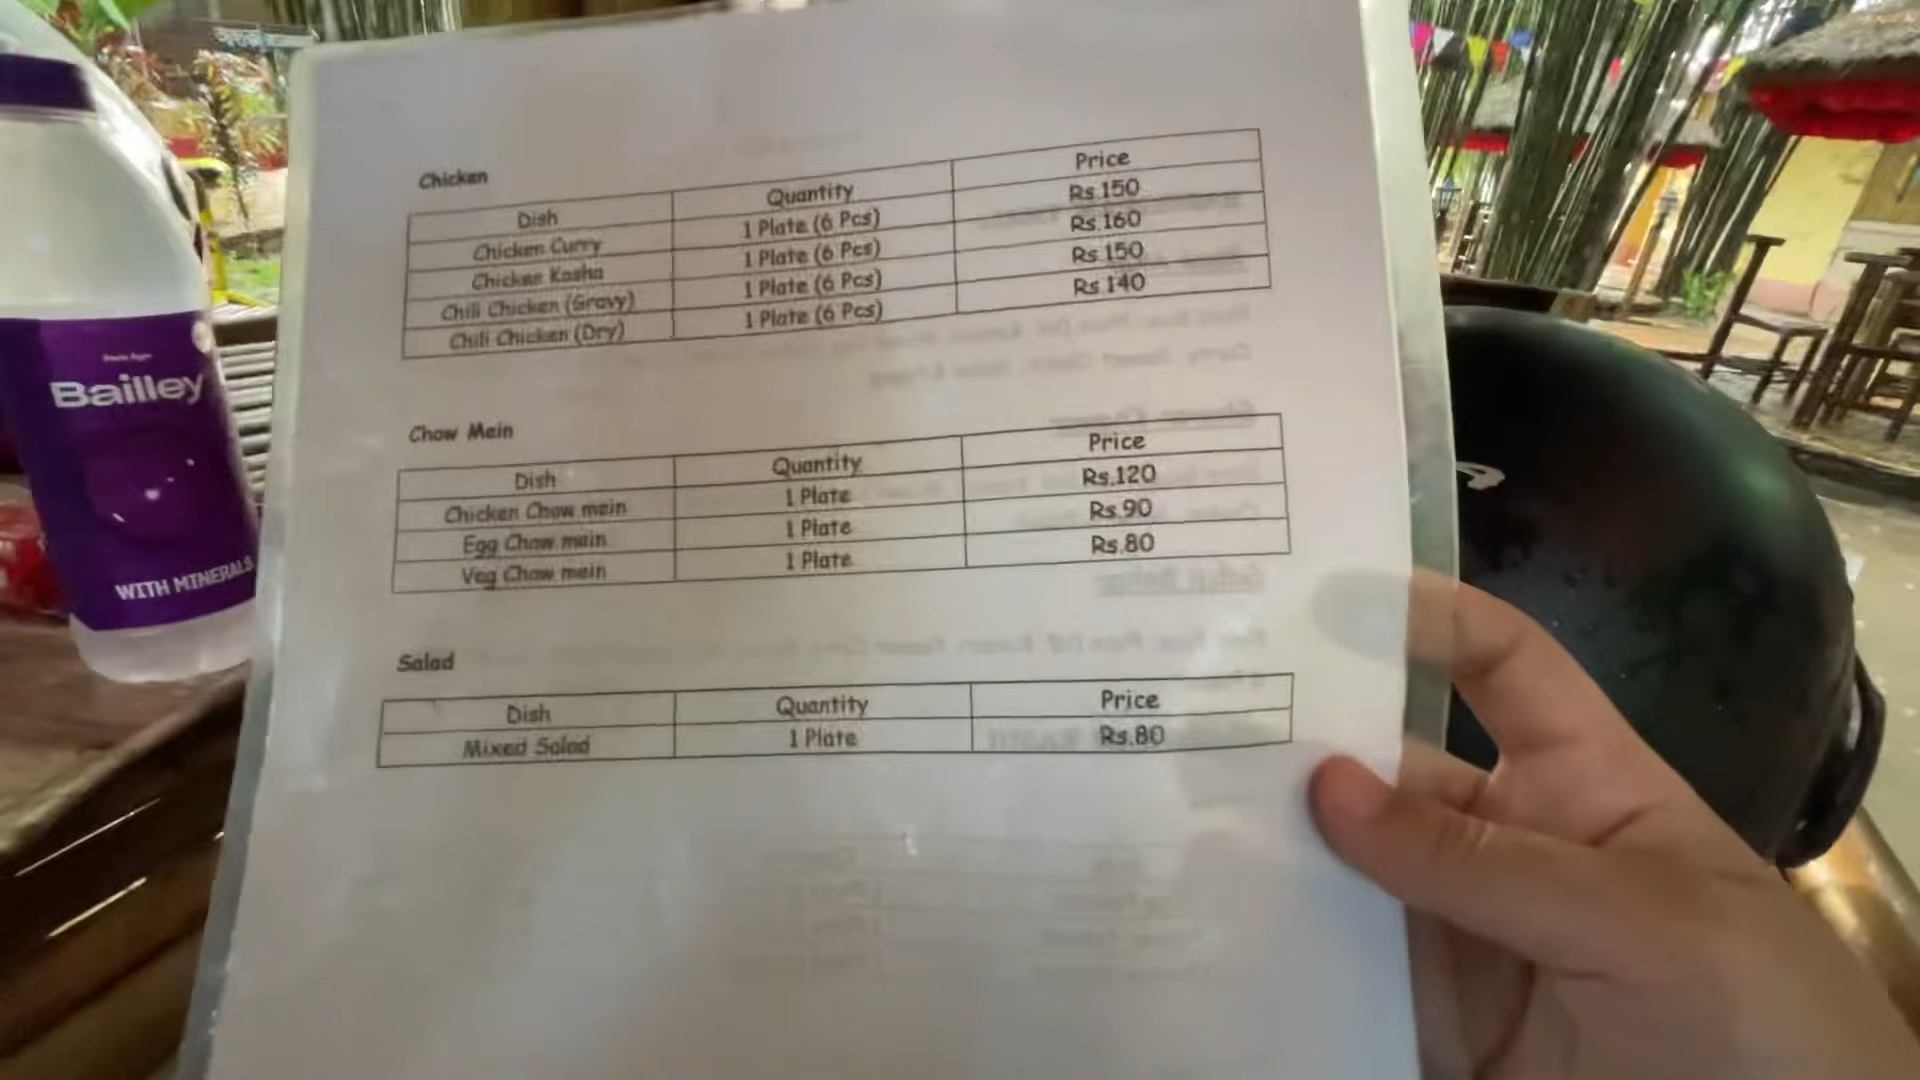 Chicken
Dish Quantity Price
Chicken Curry 1 Plate (6 Pcs) Rs.150
Chicken Kosha 1 Plate (6 Pcs) Rs.160
Chili Chicken (Gravy) 1 Plate (6 Pcs) Rs.150
Chili Chicken (Dry) 1 Plate (6 Pcs) Rs.140
Chow Mein
Dish Quantity Price
Chicken Chow mein 1 Plate Rs.120
Egg Chow mein 1 Plate Rs.90
Veg Chow mein 1 Plate Rs.80
Salad
Dish Quantity Price
Mixed Salad 1 Plate Rs.80
Bailley
WITH MINERALS